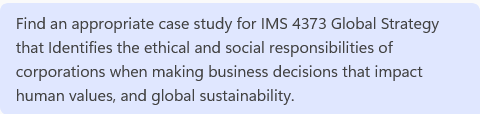 Find an appropriate case study for IMS 4373 Global Strategy
that Identifies the ethical and social responsibilities of
corporations when making business decisions that impact
human values, and global sustainability.